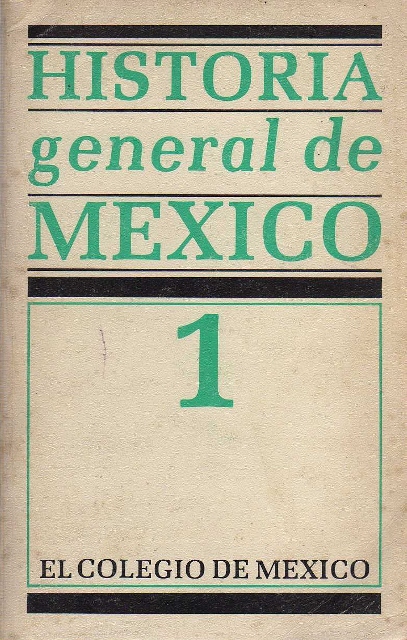 HISTORIA
general de
MEXICO
1
EL COLEGIO DE MEXICO